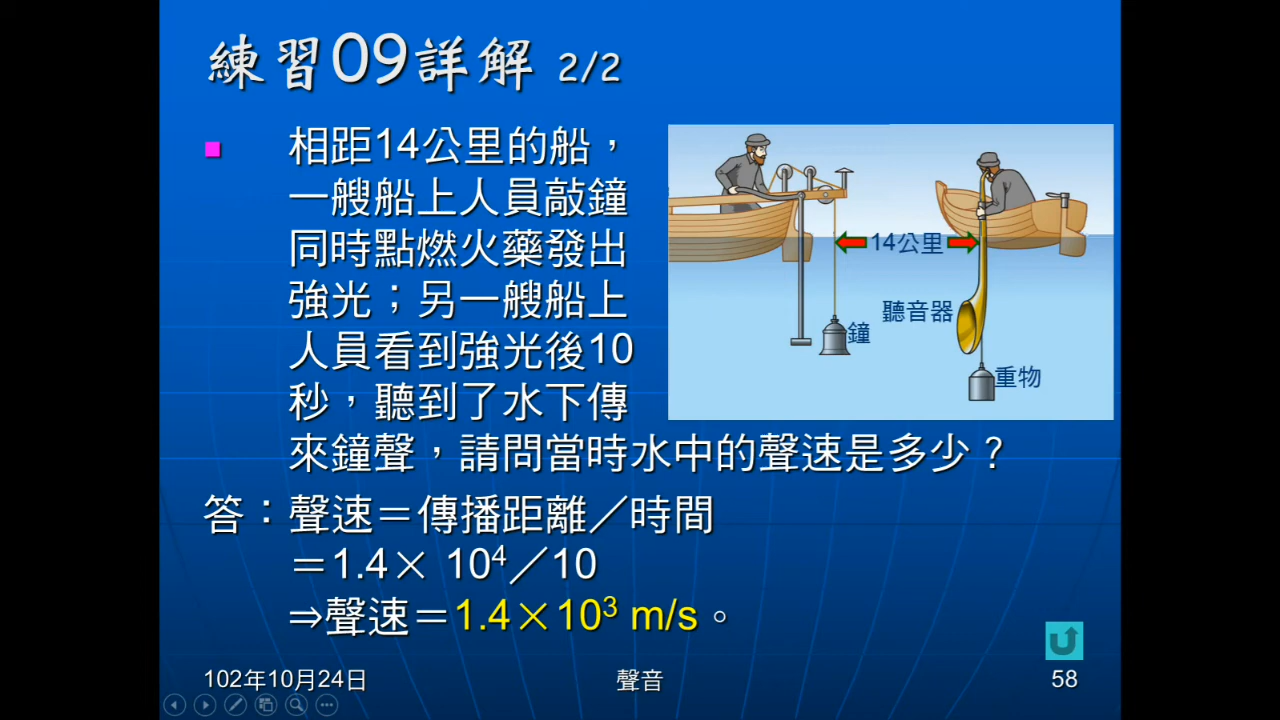 練習09詳解 2/2
相距14公里的船，
一艘船上人員敲鐘
同時點燃火藥發出
強光；另一艘船上
人員看到強光後10
秒，聽到了水下傳
來鐘聲，請問當時水中的聲速是多少？
14公里
聽音器
鐘
重物
答：聲速＝傳播距離／時間
＝1.4× 10⁴／10
⇒聲速＝1.4×10³ m/s。
102年10月24日
聲音
58